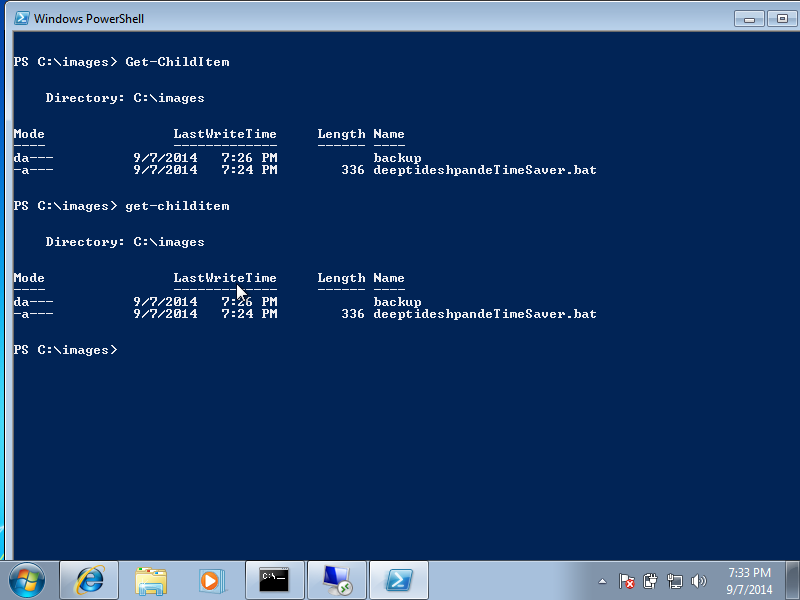 Windows PowerShell
PS C:\images> Get-ChildItem
Directory: C:\images
Mode LastWriteTime Length Name
---- ------------- ------ ----
da--- 9/7/2014 7:26 PM backup
-a--- 9/7/2014 7:24 PM 336 deeptideshpandeTimeSaver.bat
PS C:\images> get-childitem
Directory: C:\images
Mode LastWriteTime Length Name
---- ------------- ------ ----
da--- 9/7/2014 7:26 PM backup
-a--- 9/7/2014 7:24 PM 336 deeptideshpandeTimeSaver.bat
PS C:\images>
C:\_
7:33 PM
9/7/2014